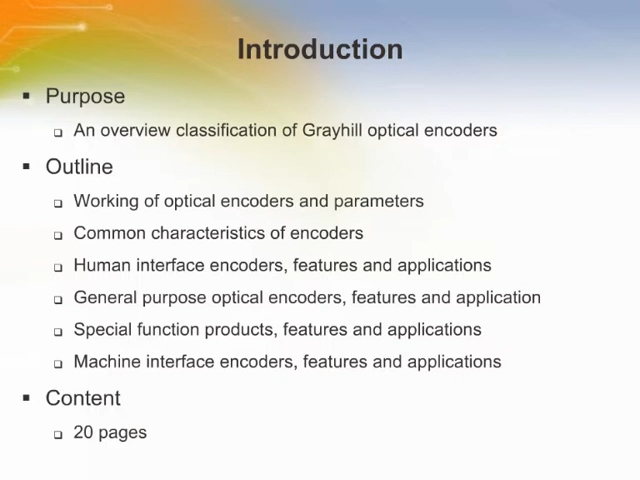 Introduction
Purpose
An overview classification of Grayhill optical encoders
Outline
Working of optical encoders and parameters
Common characteristics of encoders
Human interface encoders, features and applications
General purpose optical encoders, features and application
Special function products, features and applications
Machine interface encoders, features and applications
Content
20 pages